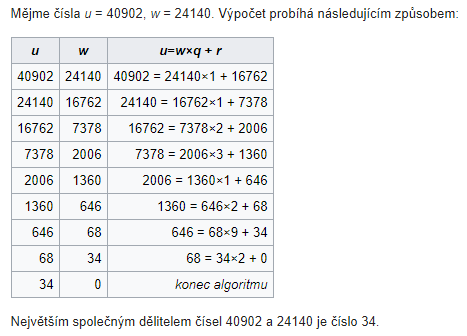 Mějme čísla u = 40902, w = 24140. Výpočet probíhá následujícím způsobem:
u w u=w×q + r
40902 24140 40902 = 24140×1 + 16762
24140 16762 24140 = 16762×1 + 7378
16762 7378 16762 = 7378×2 + 2006
7378 2006 7378 = 2006×3 + 1360
2006 1360 2006 = 1360×1 + 646
1360 646 1360 = 646×2 + 68
646 68 646 = 68×9 + 34
68 34 68 = 34×2 + 0
34 0 konec algoritmu
Největším společným dělitelem čísel 40902 a 24140 je číslo 34.